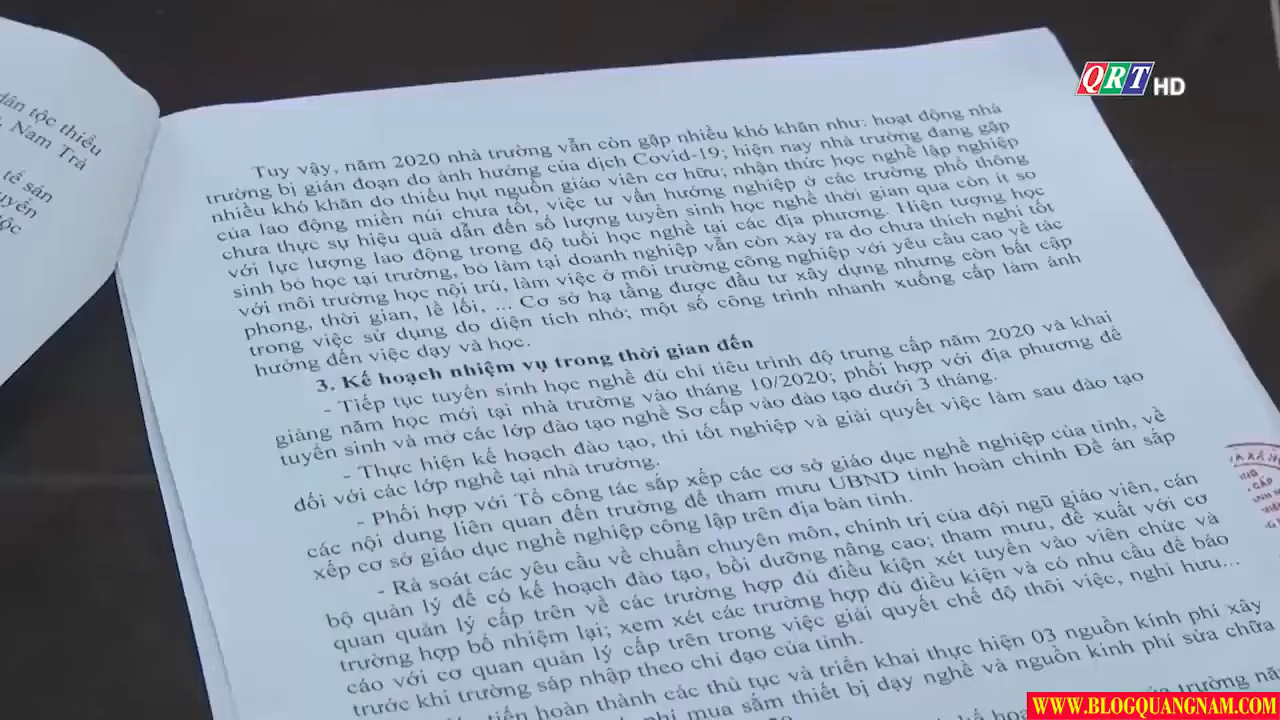 dân tộc thiểu
Nam Trà
tế sân
QRT HD
Tuy vậy, năm 2020 nhà trường vẫn còn gặp nhiều khó khăn như: hoạt động nhà
trường bị gián đoạn do ảnh hưởng của dịch Covid-19; hiện nay nhà trường đang gặp
nhiều khó khăn do thiếu hụt nguồn giáo viên cơ hữu; nhận thức học nghề lập nghiệp
của lao động miền núi chưa tốt, việc tư vấn hướng nghiệp ở các trường phổ thông
chưa thực sự hiệu quả dẫn đến số lượng tuyển sinh học nghề thời gian qua còn ít so
với lực lượng lao động trong độ tuổi học nghề tại các địa phương. Hiện tượng học
sinh bỏ học tại trường, bỏ làm tại doanh nghiệp vẫn còn xảy ra do chưa thích nghi tốt
với môi trường học nội trú, làm việc ở môi trường công nghiệp với yêu cầu cao về tác
phong, thời gian, lề lối, ... Cơ sở hạ tầng được đầu tư xây dựng nhưng còn bất cập
trong việc sử dụng do diện tích nhỏ; một số công trình nhanh xuống cấp làm ảnh
hưởng đến việc dạy và học.
3. Kế hoạch nhiệm vụ trong thời gian đến
- Tiếp tục tuyển sinh học nghề đủ chỉ tiêu trình độ trung cấp năm 2020 và khai
giảng năm học mới tại nhà trường vào tháng 10/2020; phối hợp với địa phương để
tuyển sinh và mở các lớp đào tạo nghề Sơ cấp vào đào tạo dưới 3 tháng.
- Thực hiện kế hoạch đào tạo, thi tốt nghiệp và giải quyết việc làm sau đào tạo
đối với các lớp nghề tại nhà trường.
- Phối hợp với Tổ công tác sắp xếp các cơ sở giáo dục nghề nghiệp của tỉnh, về
các nội dung liên quan đến trường để tham mưu UBND tỉnh hoàn chỉnh Đề án sắp
xếp cơ sở giáo dục nghề nghiệp công lập trên địa bàn tỉnh.
- Rà soát các yêu cầu về chuẩn chuyên môn, chính trị của đội ngũ giáo viên, cán
bộ quản lý để có kế hoạch đào tạo, bồi dưỡng nâng cao; tham mưu, đề xuất với cơ
quan quản lý cấp trên về các trường hợp đủ điều kiện xét tuyển vào viên chức và
trường hợp bổ nhiệm lại; xem xét các trường hợp đủ điều kiện và có nhu cầu để báo
cáo với cơ quan quản lý cấp trên trong việc giải quyết chế độ thôi việc, nghỉ hưu...
trước khi trường sáp nhập theo chỉ đạo của tỉnh.
tiến hoàn thành các thủ tục và triển khai thực hiện 03 nguồn kinh phí xây
phí mua sắm thiết bị dạy nghề và nguồn kinh phí sửa chữa
của trường
WWW.BLOGQUANGNAM.COM